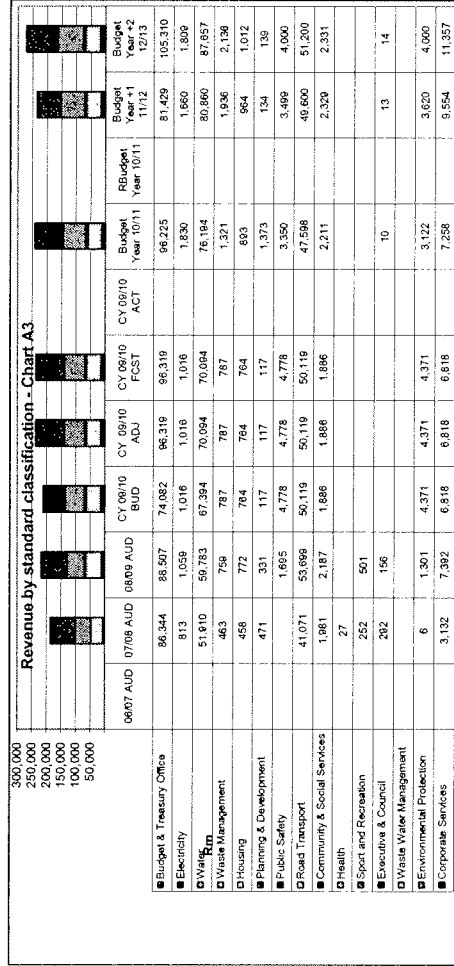 Revenue by standard classification - Chart A3
300,000
250,000
200,000
150,000
100,000
50,000
Rm
06/07 AUD 07/08 AUD 08/09 AUD CY 09/10 BUD CY 09/10 ADJ CY 09/10 FCST CY 09/10 ACT Budget Year 10/11 RBudget Year 10/11 Budget Year +1 11/12 Budget Year +2 12/13
Budget & Treasury Office 86,344 88,507 74,082 96,319 96,319 96,225 81,429 105,310
Electricity 813 1,059 1,016 1,016 1,016 1,830 1,660 1,809
Water 51,910 59,783 67,394 70,094 70,094 76,194 80,860 87,657
Waste Management 463 759 787 787 787 1,321 1,936 2,136
Housing 458 772 764 764 764 893 964 1,012
Planning & Development 471 331 117 117 117 1,373 134 139
Public Safety 1,695 4,778 4,778 4,778 3,350 3,499 4,000
Road Transport 41,071 53,699 50,119 50,119 50,119 47,598 49,600 51,200
Community & Social Services 1,981 2,187 1,886 1,886 1,886 2,211 2,329 2,331
Health 27
Sport and Recreation 252 501
Executive & Council 292 156 10 13 14
Waste Water Management
Environmental Protection 6 1,301 4,371 4,371 4,371 3,122 3,620 4,000
Corporate Services 3,132 7,392 6,818 6,818 6,818 7,258 9,554 11,357